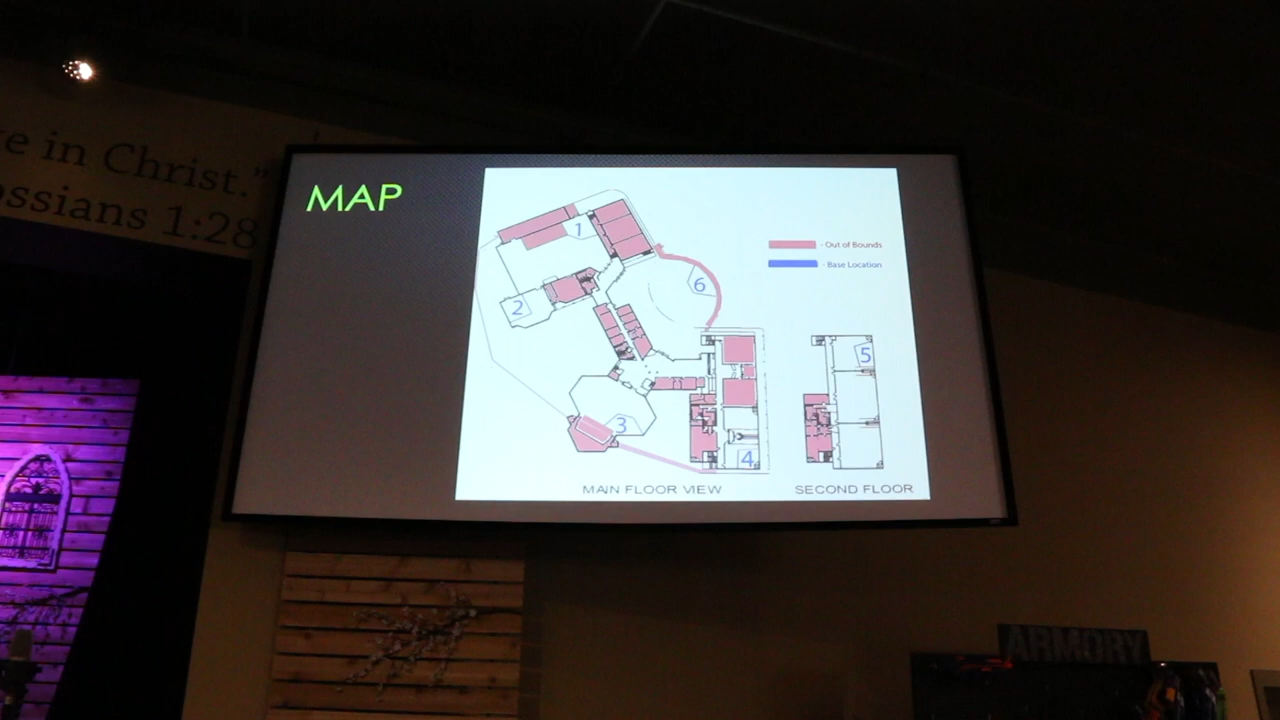 e in Christ."
ossians 1:28
MAP
1
- Out of Bounds
- Base Location
6
2
5
3
4
MAIN FLOOR VIEW
SECOND FLOOR
ARMORY